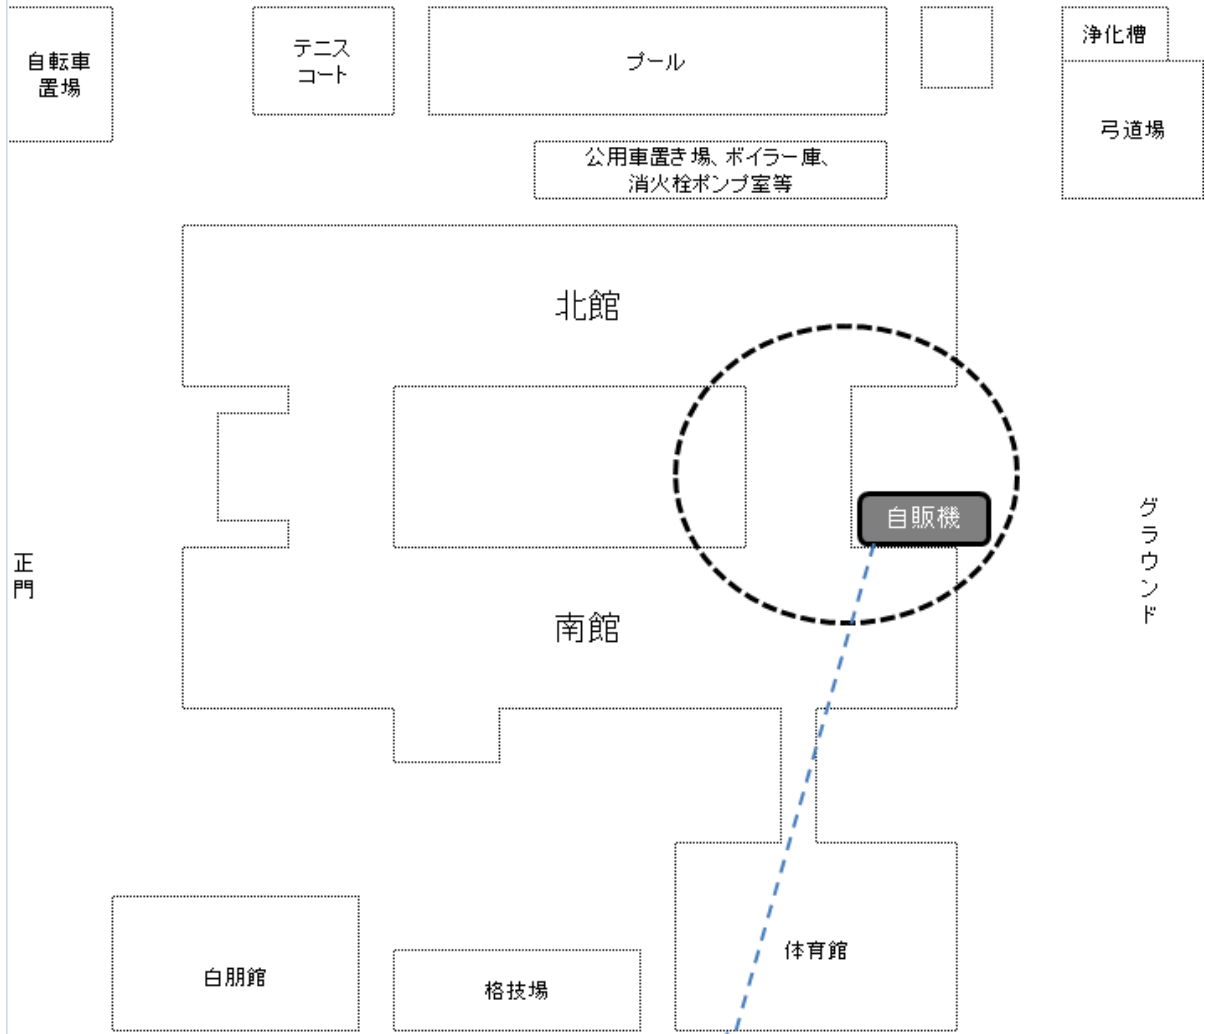 自転車
置場
テニス
コート
プール
浄化槽
弓道場
公用車置き場、ボイラー庫、
消火栓ポンプ室等
北館
自販機
グラウンド
正門
南館
体育館
白朋館
格技場